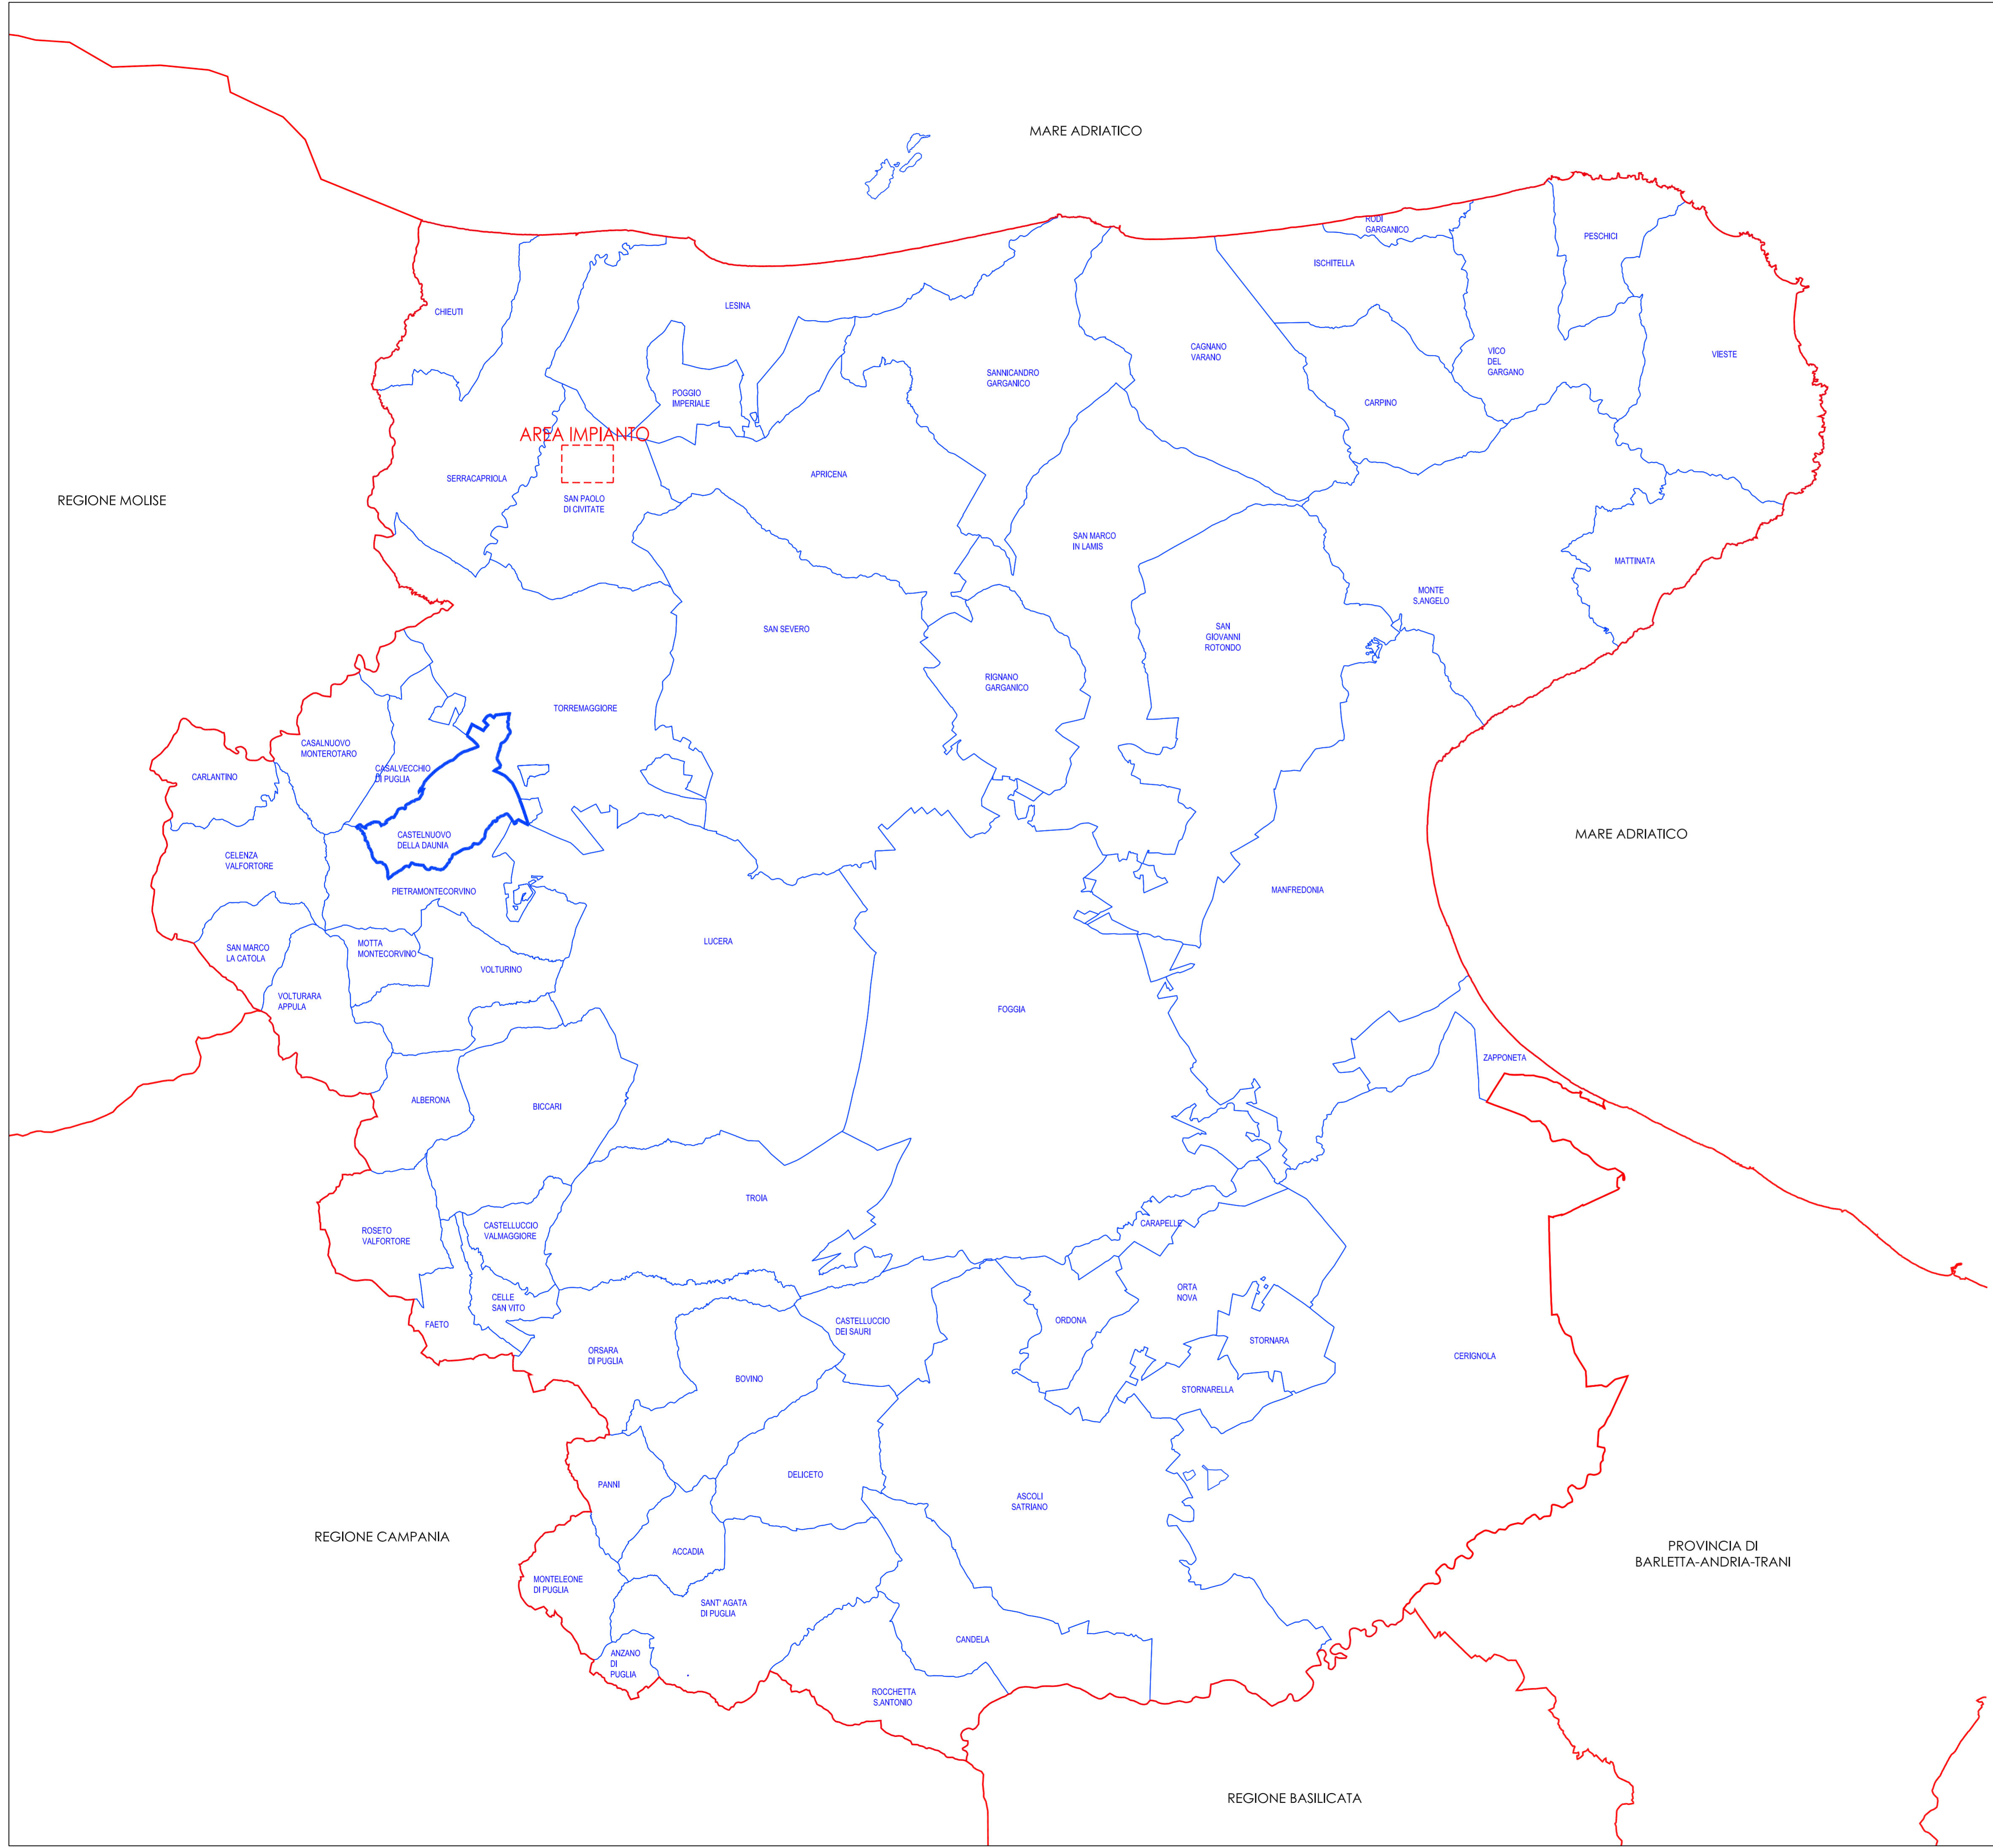 MARE ADRIATICO
RODI
GARGANICO
PESCHICI
ISCHITELLA
LESINA
CHIEUTI
CAGNANO
VARANO
VICO
DEL
GARGANO
VIESTE
SANNICANDRO
GARGANICO
POGGIO
IMPERIALE
CARPINO
AREA IMPIANTO
APRICENA
SERRACAPRIOLA
REGIONE MOLISE
SAN PAOLO
DI CIVITATE
SAN MARCO
IN LAMIS
MATTINATA
MONTE
S.ANGELO
SAN SEVERO
SAN
GIOVANNI
ROTONDO
RIGNANO
GARGANICO
TORREMAGGIORE
CASALNUOVO
MONTEROTARO
CASALVECCHIO
DI PUGLIA
CARLANTINO
MARE ADRIATICO
CASTELNUOVO
DELLA DAUNIA
CELENZA
VALFORTORE
PIETRAMONTECORVINO
MANFREDONIA
LUCERA
SAN MARCO
LA CATOLA
MOTTA
MONTECORVINO
VOLTURINO
VOLTURARA
APPULA
FOGGIA
ZAPPONETA
ALBERONA
BICCARI
TROIA
CARAPELLE
ROSETO
VALFORTORE
CASTELLUCCIO
VALMAGGIORE
ORTA
NOVA
CELLE
SAN VITO
FAETO
CASTELLUCCIO
DEI SAURI
ORDONA
STORNARA
ORSARA
DI PUGLIA
CERIGNOLA
BOVINO
STORNARELLA
DELICETO
PANNI
ASCOLI
SATRIANO
REGIONE CAMPANIA
PROVINCIA DI
BARLETTA-ANDRIA-TRANI
ACCADIA
MONTELEONE
DI PUGLIA
SANT' AGATA
DI PUGLIA
CANDELA
ANZANO
DI
PUGLIA
ROCCHETTA
S.ANTONIO
REGIONE BASILICATA